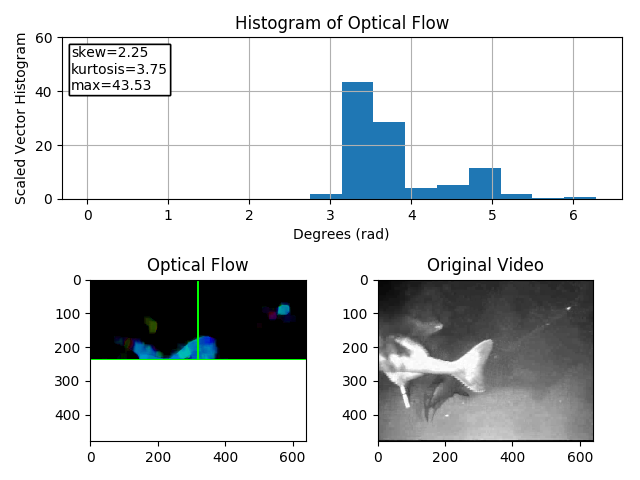 Histogram of Optical Flow
60
skew=2.25
kurtosis=3.75
max=43.53
40
20
0
Scaled Vector Histogram
0 1 2 3 4 5 6
Degrees (rad)
Optical Flow
0
100
200
300
400
0 200 400 600
Original Video
0
100
200
300
400
0 200 400 600